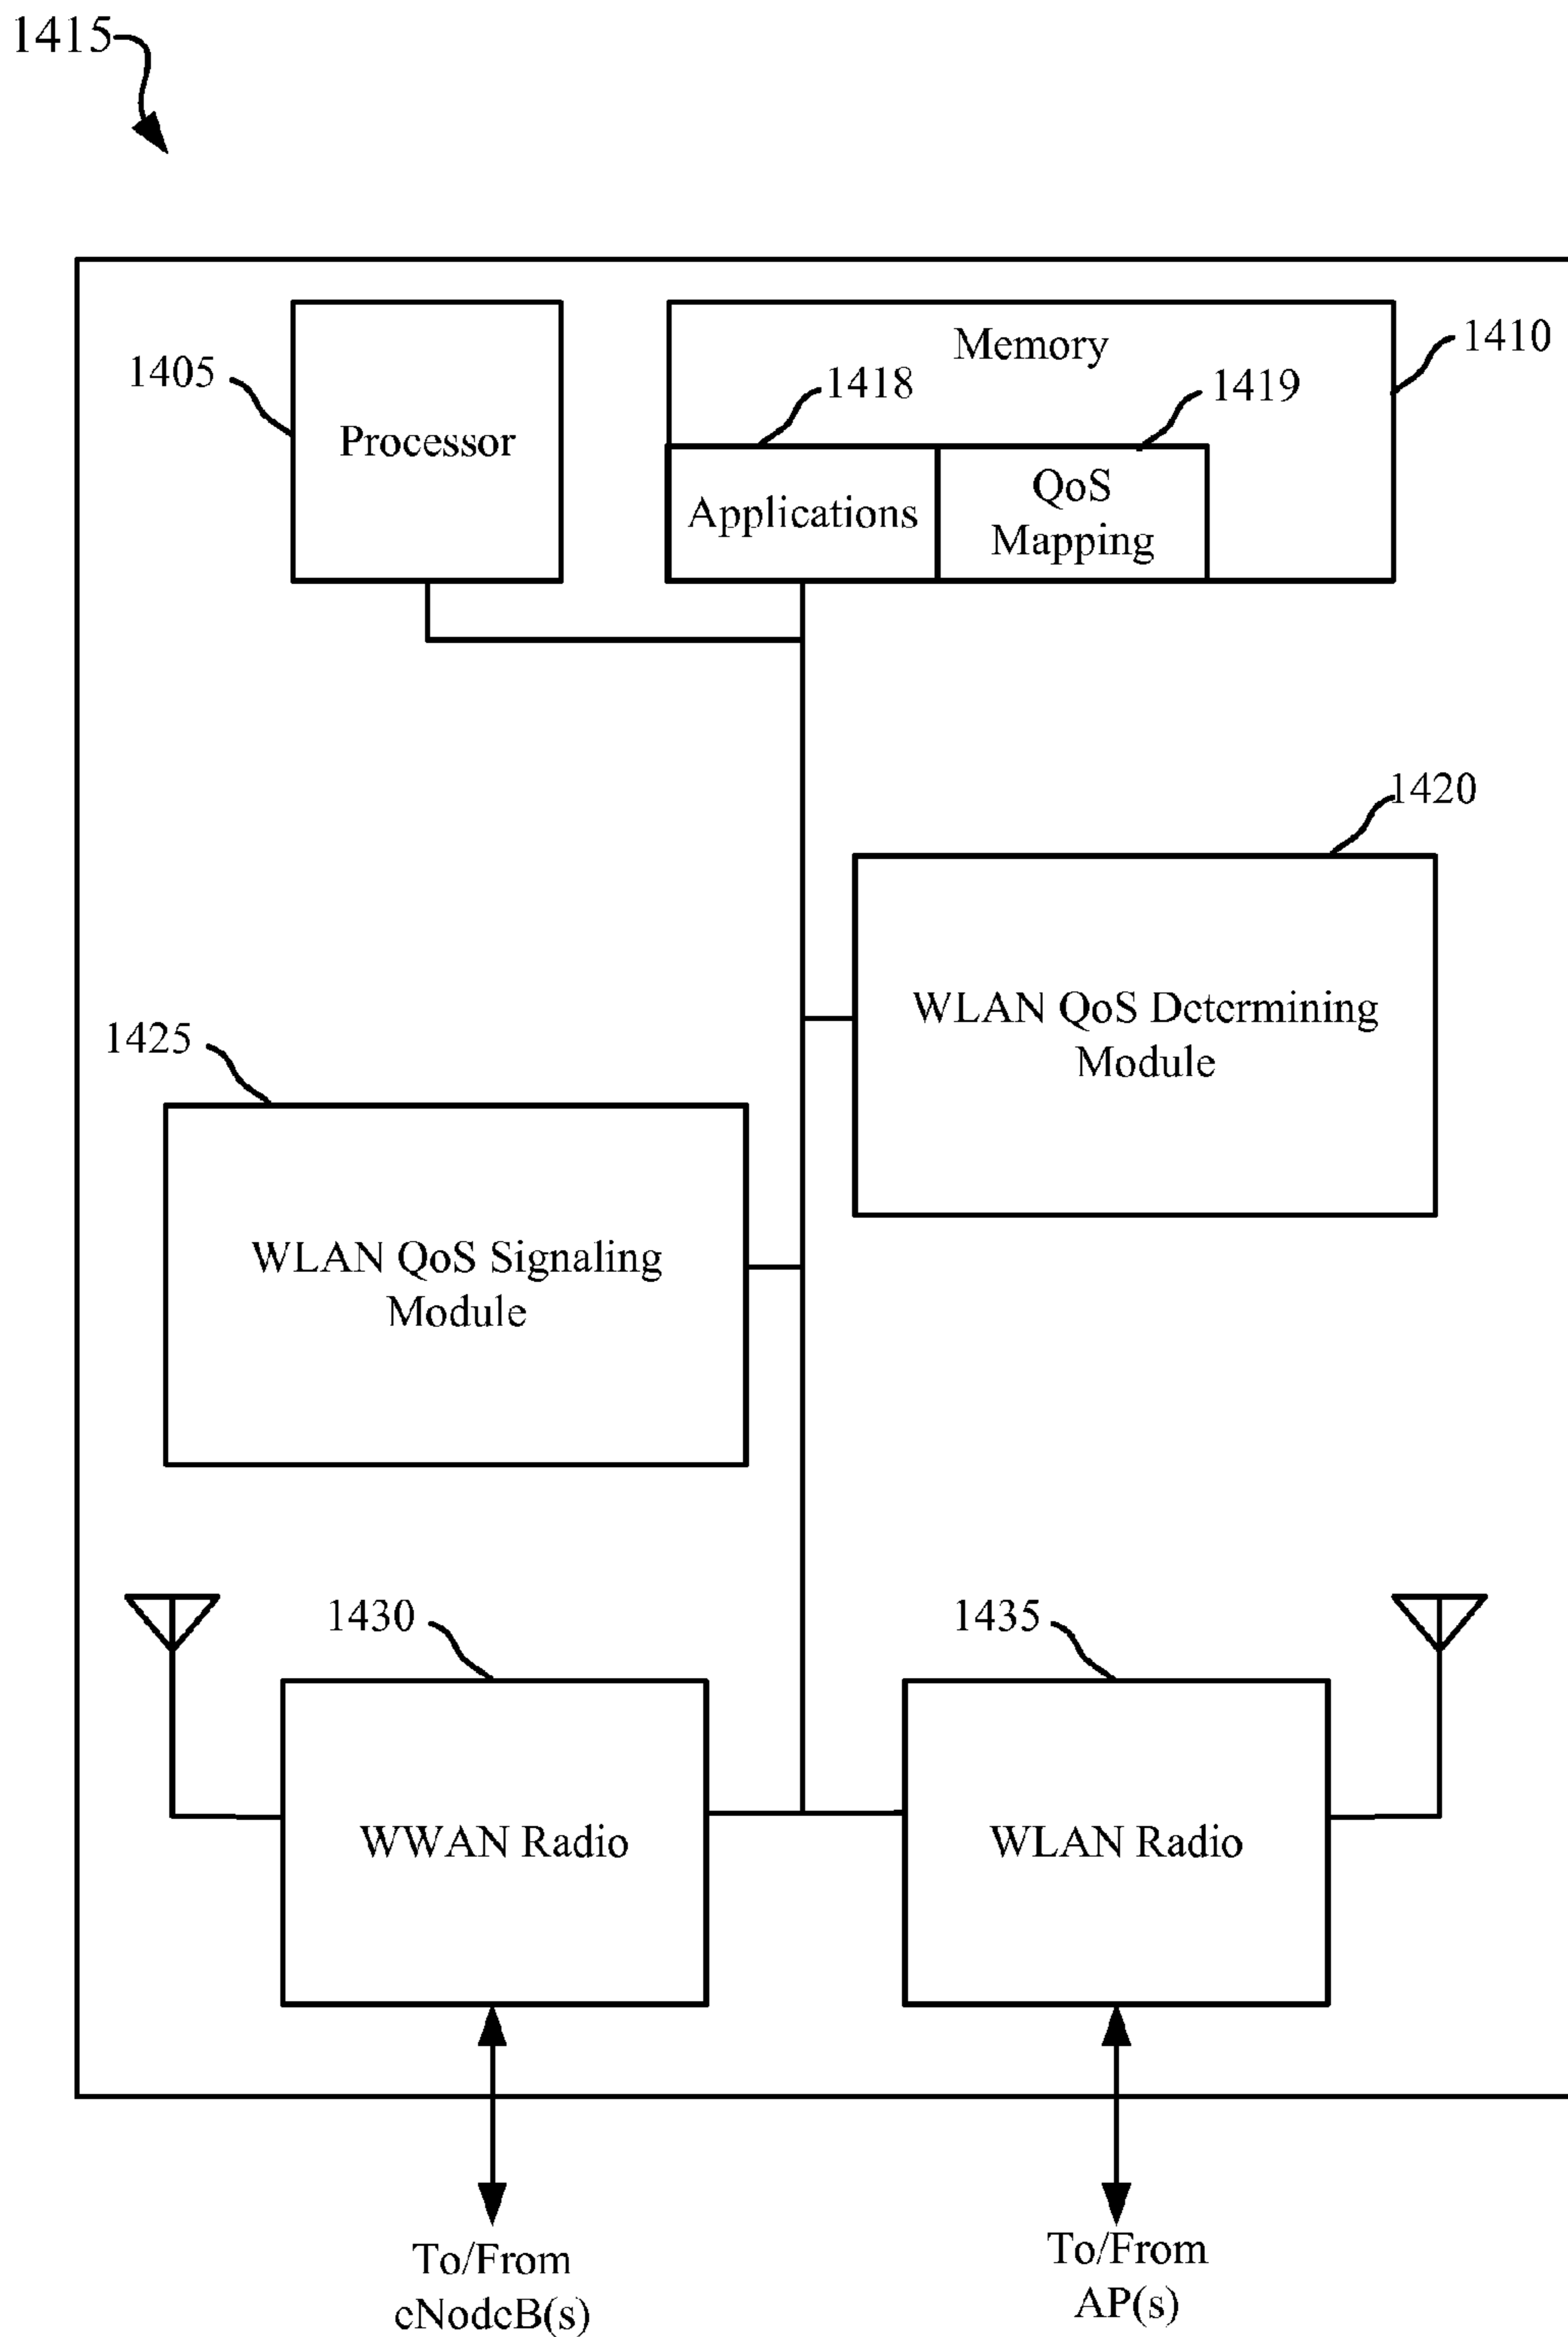 1415
Memory
1410
1405
1418
1419
Processor
Applications
QoS
Mapping
1420
WLAN QoS Determining
Module
1425
WLAN QoS Signaling
Module
1430
1435
WWAN Radio
WLAN Radio
To/From
eNodeB(s)
To/From
AP(s)